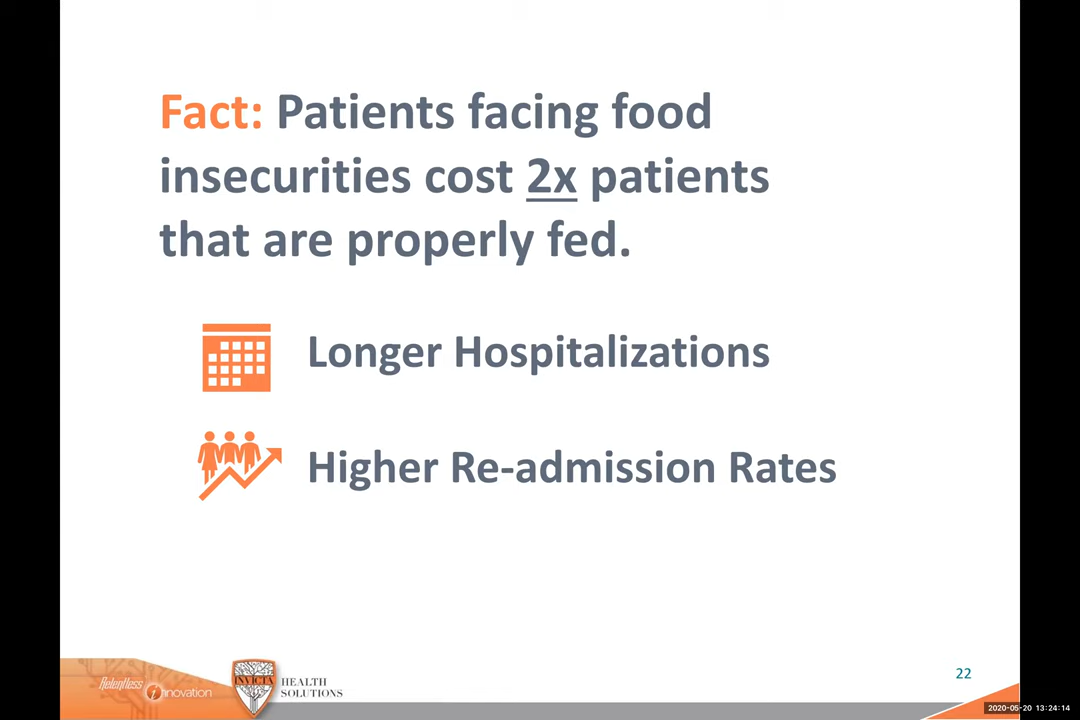 Fact: Patients facing food
insecurities cost 2x patients
that are properly fed.
Longer Hospitalizations
Higher Re-admission Rates
Relentless innovation
INVICTA
HEALTH
SOLUTIONS
22
2020-05-20 13:24:14